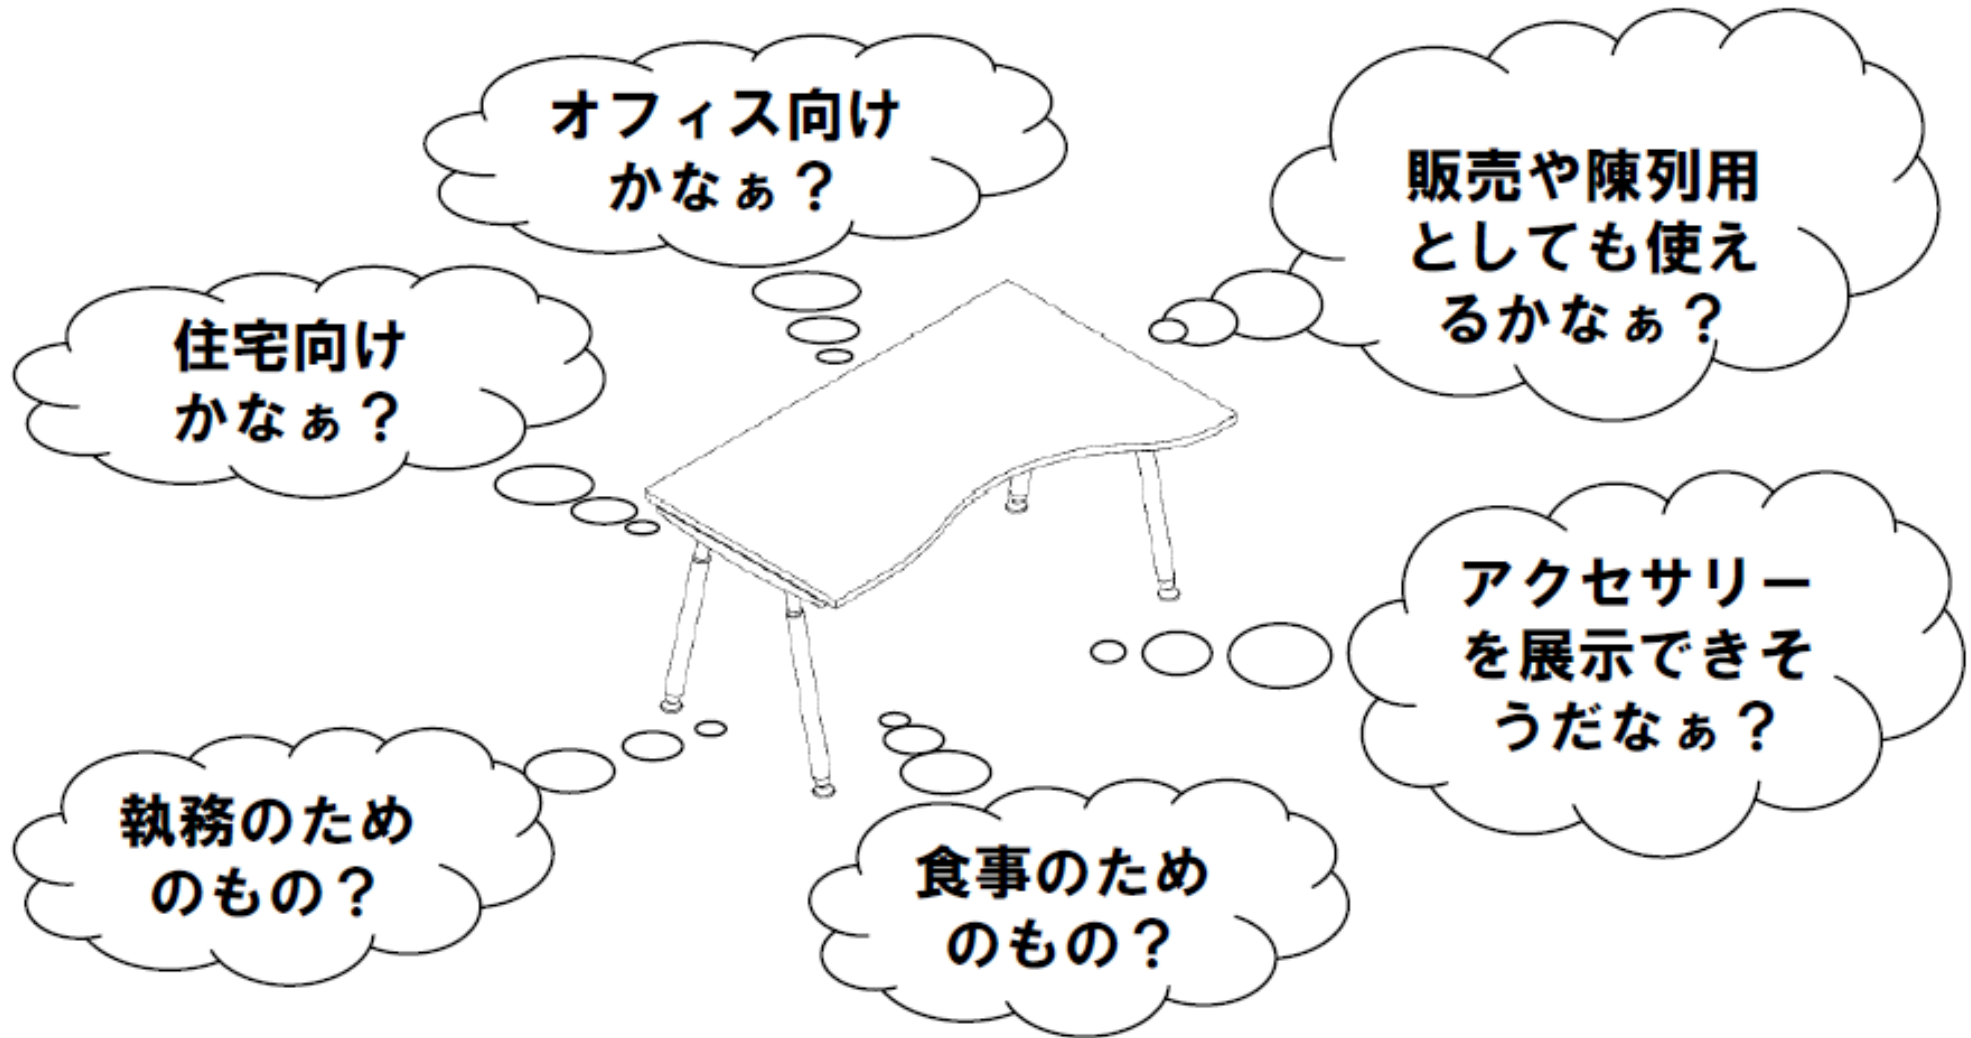 オフィス向け
かなぁ？
販売や陳列用
としても使え
るかなぁ？
住宅向け
かなぁ？
アクセサリー
を展示できそ
うだなぁ？
執務のため
のもの？
食事のため
のもの？